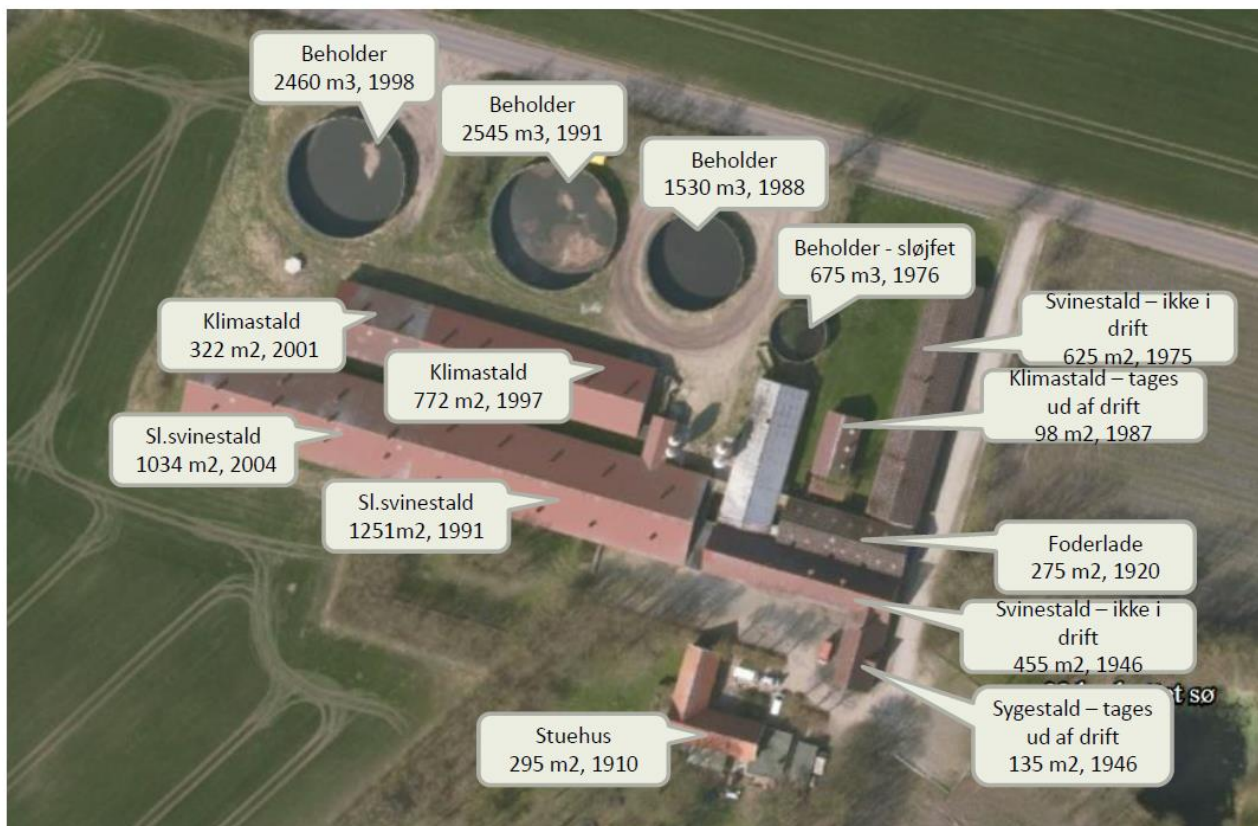 Beholder
2460 m3, 1998
Beholder
2545 m3, 1991
Beholder
1530 m3, 1988
Beholder - sløjfet
675 m3, 1976
Svinestald – ikke i
drift
625 m2, 1975
Klimastald
322 m2, 2001
Klimastald
772 m2, 1997
Klimastald – tages
ud af drift
98 m2, 1987
Sl.svinestald
1034 m2, 2004
Sl.svinestald
1251m2, 1991
Foderlade
275 m2, 1920
Svinestald – ikke i
drift
455 m2, 1946
sø
Sygestald – tages
ud af drift
135 m2, 1946
Stuehus
295 m2, 1910